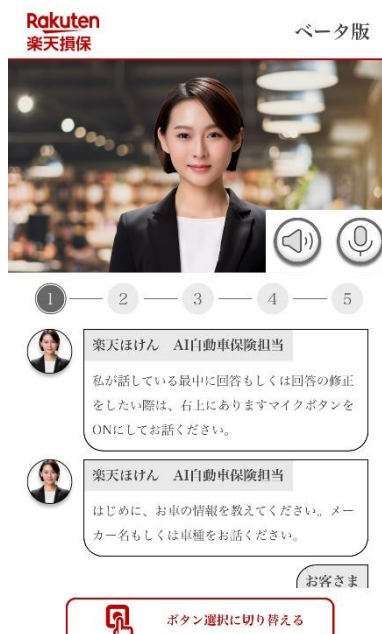 Rakuten
楽天損保
ベータ版
1
2
3
4
5
楽天ほけん AI自動車保険担当
私が話している最中に回答もしくは回答の修正
をしたい際は、右上にありますマイクボタンを
ONにしてお話ください。
楽天ほけん AI自動車保険担当
はじめに、お車の情報を教えてください。メー
カー名もしくは車種をお話ください。
お客さま
ボタン選択に切り替える